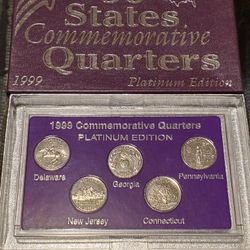 States
Commemorative
Quarters
1999
Platinum Edition
1999 Commemorative Quarters
PLATINUM EDITION
Delaware
Georgia
Pennsylvania
New Jersey
Connecticut